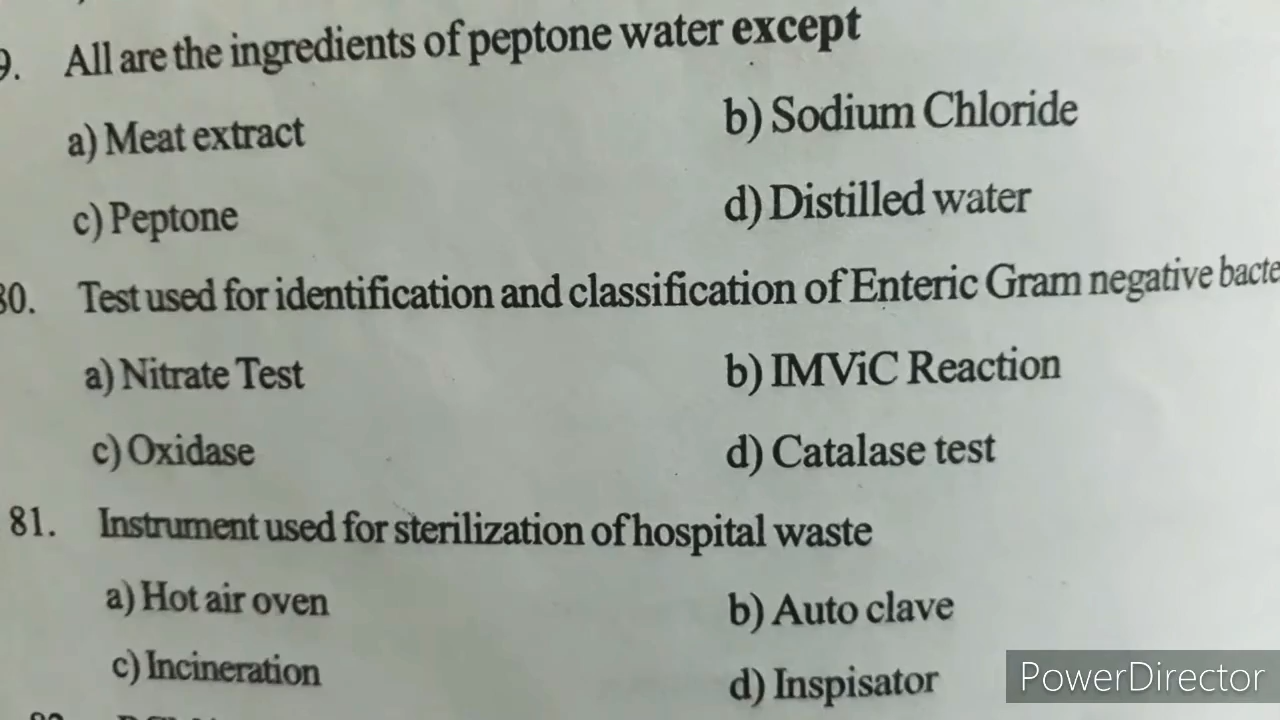 9. All are the ingredients of peptone water except
a) Meat extract b) Sodium Chloride
c) Peptone d) Distilled water
80. Test used for identification and classification of Enteric Gram negative bacte
a) Nitrate Test b) IMViC Reaction
c) Oxidase d) Catalase test
81. Instrument used for sterilization of hospital waste
a) Hot air oven b) Auto clave
c) Incineration d) Inspisator
PowerDirector